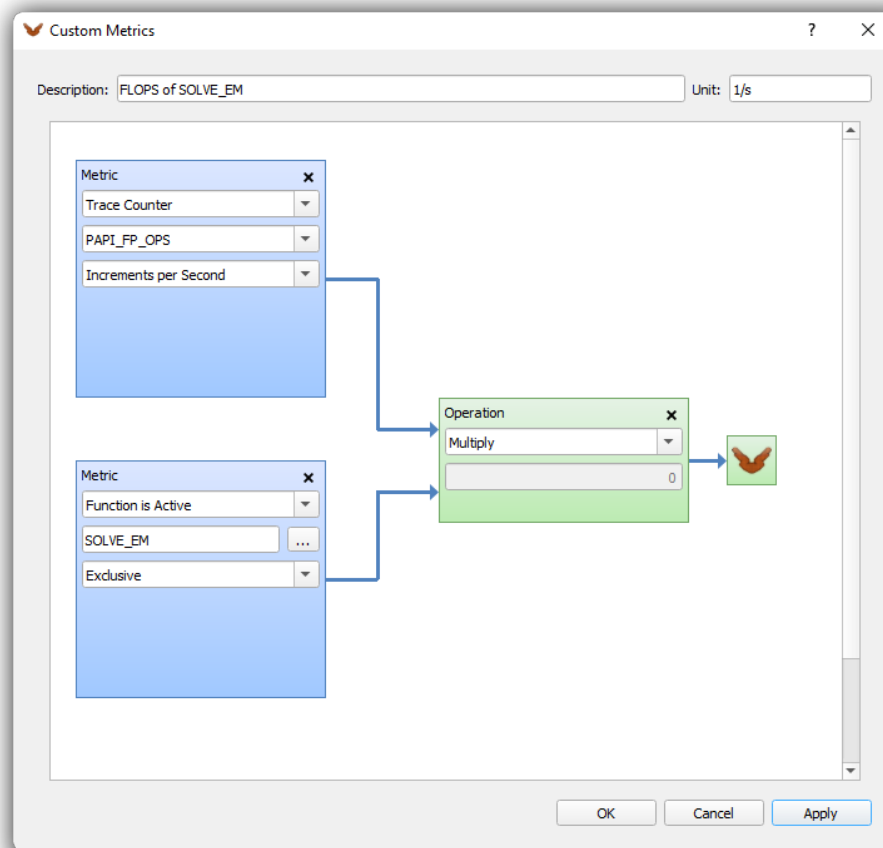 Custom Metrics ?
Description: FLOPS of SOLVE_EM Unit: 1/s
Metric
Trace Counter
PAPI_FP_OPS
Increments per Second
Operation
Multiply
0
Metric
Function is Active
SOLVE_EM ...
Exclusive
OK Cancel Apply